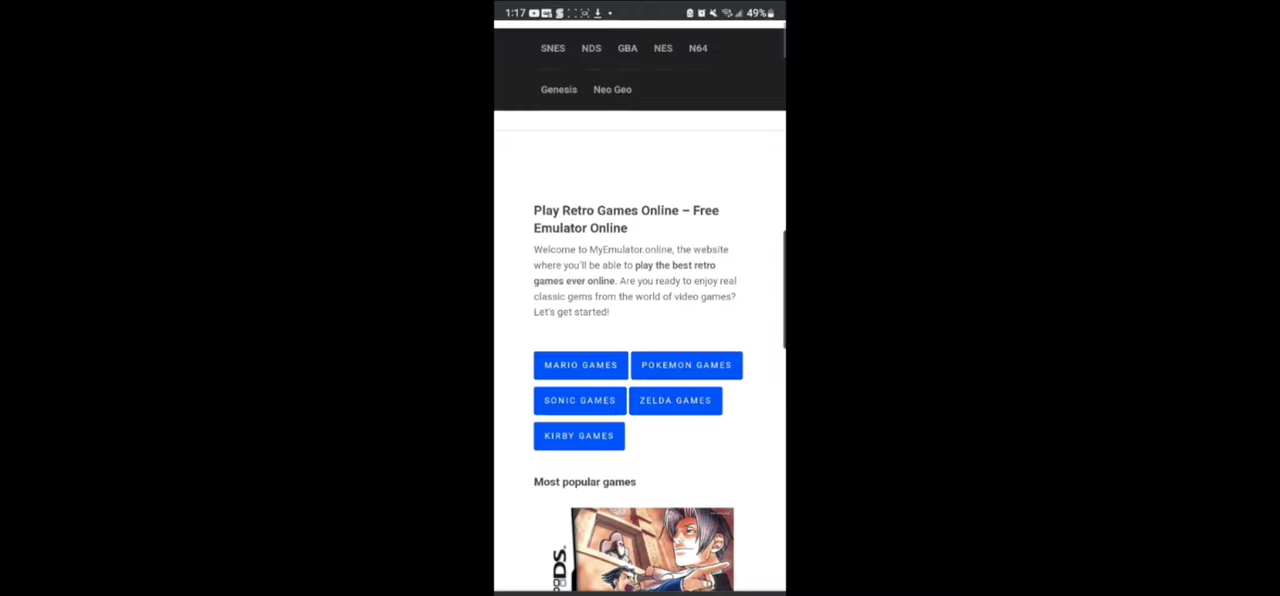 1:17 49%
SNES NDS GBA NES N64
Genesis Neo Geo
Play Retro Games Online – Free
Emulator Online
Welcome to MyEmulator.online, the website
where you'll be able to play the best retro
games ever online. Are you ready to enjoy real
classic gems from the world of video games?
Let's get started!
MARIO GAMES POKEMON GAMES
SONIC GAMES ZELDA GAMES
KIRBY GAMES
Most popular games
DS